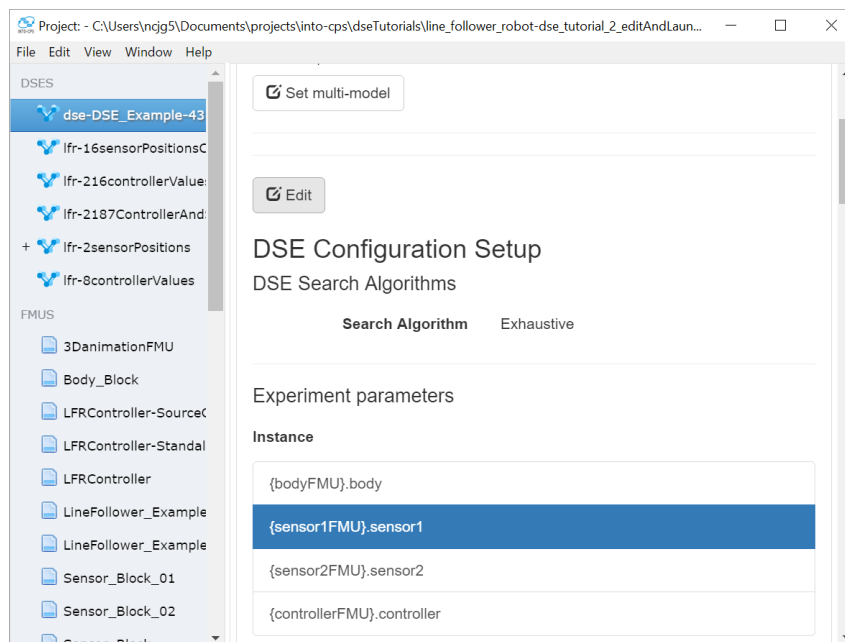 Project: - C:\Users\ncjg5\Documents\projects\into-cps\dseTutorials\line_follower_robot-dse_tutorial_2_editAndLaun...
File Edit View Window Help
DSES
dse-DSE_Example-43
lfr-16sensorPositionsC
lfr-216controllerValue
lfr-2187ControllerAnd
+ lfr-2sensorPositions
lfr-8controllerValues
FMUS
3DanimationFMU
Body_Block
LFRController-SourceC
LFRController-Standal
LFRController
LineFollower_Example
LineFollower_Example
Sensor_Block_01
Sensor_Block_02
Set multi-model
Edit
DSE Configuration Setup
DSE Search Algorithms
Search Algorithm Exhaustive
Experiment parameters
Instance
{bodyFMU}.body
{sensor1FMU}.sensor1
{sensor2FMU}.sensor2
{controllerFMU}.controller